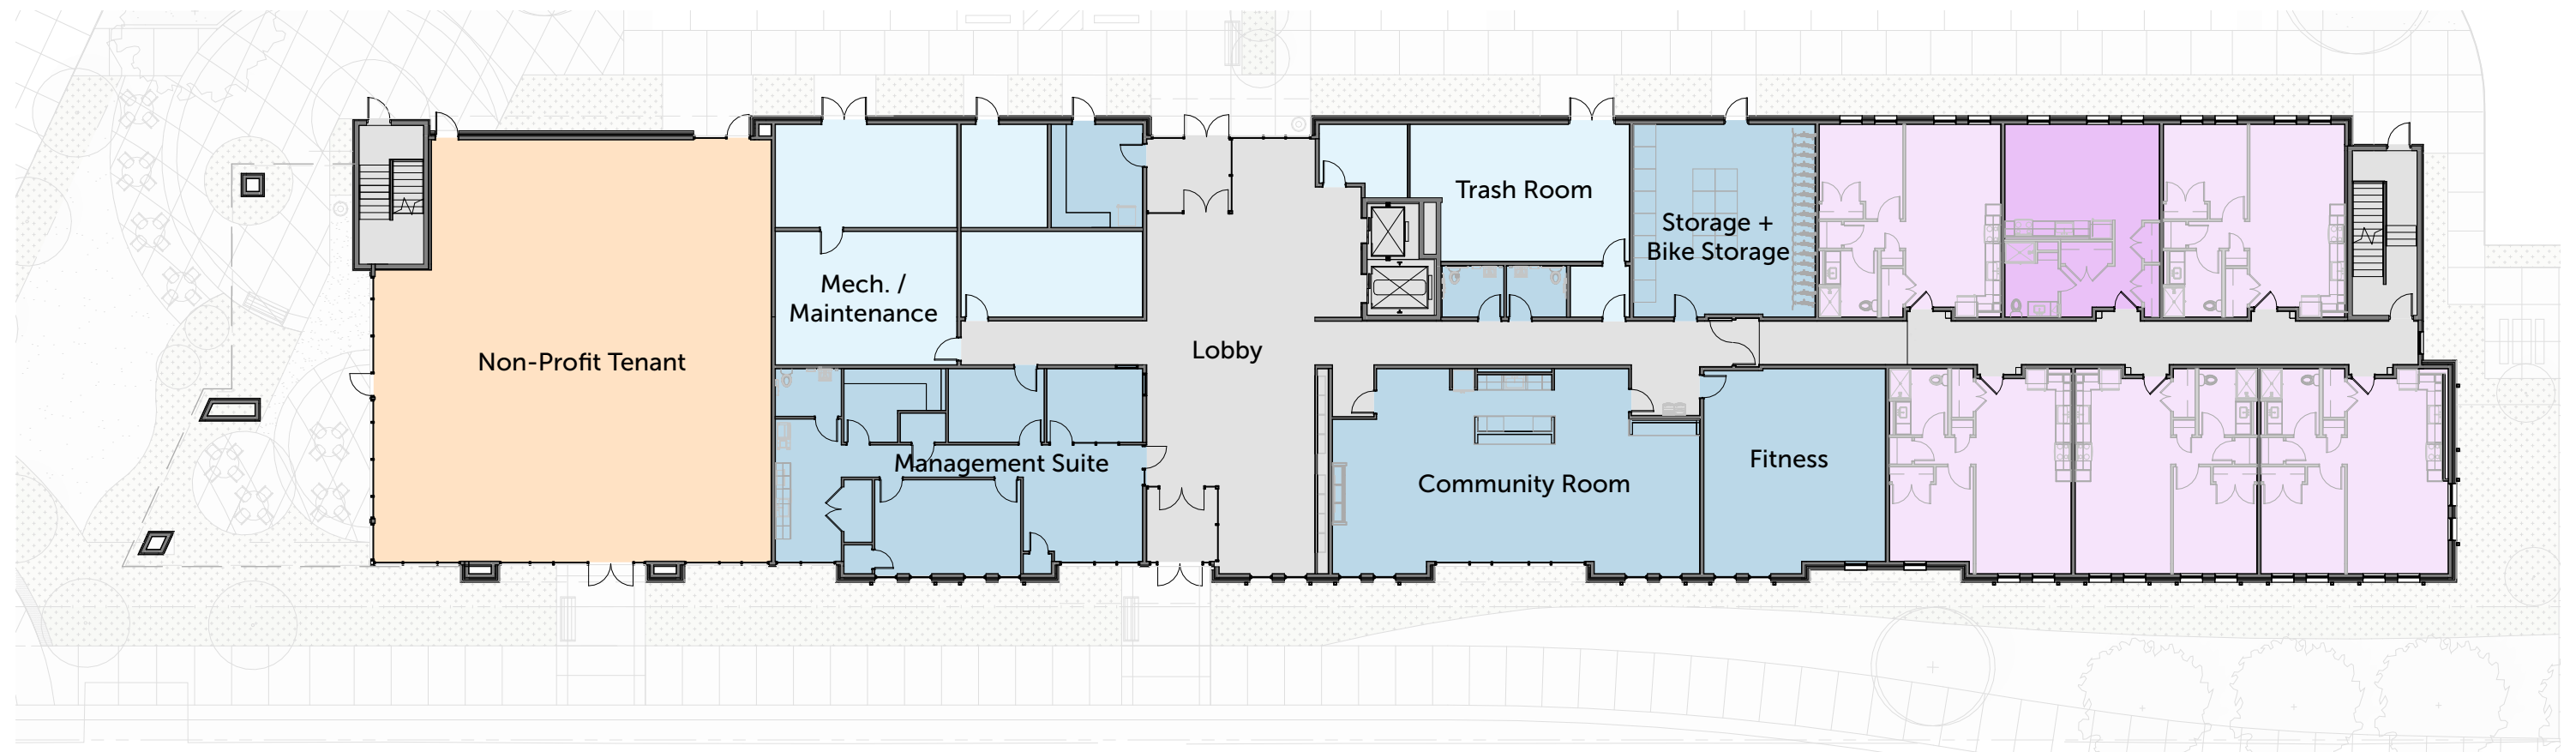 Trash Room
Storage +
Bike Storage
Mech. /
Maintenance
Lobby
Non-Profit Tenant
Management Suite
Fitness
Community Room